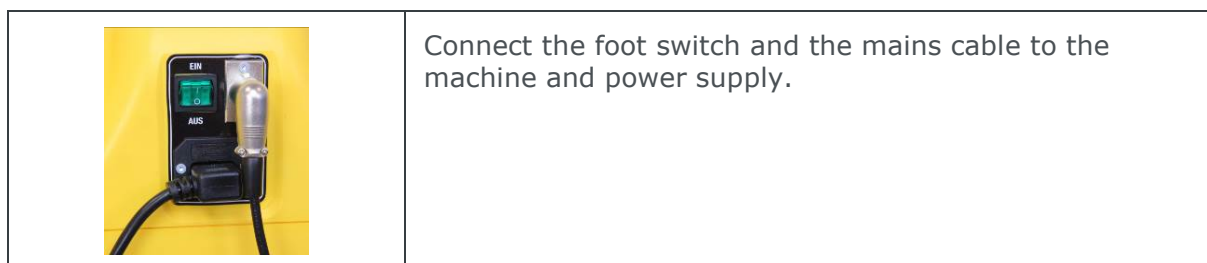 EIN
AUS
Connect the foot switch and the mains cable to the
machine and power supply.